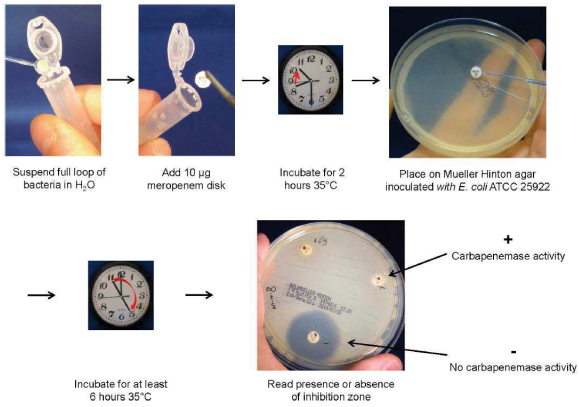 Suspend full loop
of bacteria in H₂O
Add 10 µg
meropenem disk
Incubate for 2
hours 35°C
Place on Mueller Hinton agar
inoculated with E. coli ATCC 25922
Incubate for at least
6 hours 35°C
Read presence or absence
of inhibition zone
+
Carbapenemase activity
-
No carbapenemase activity